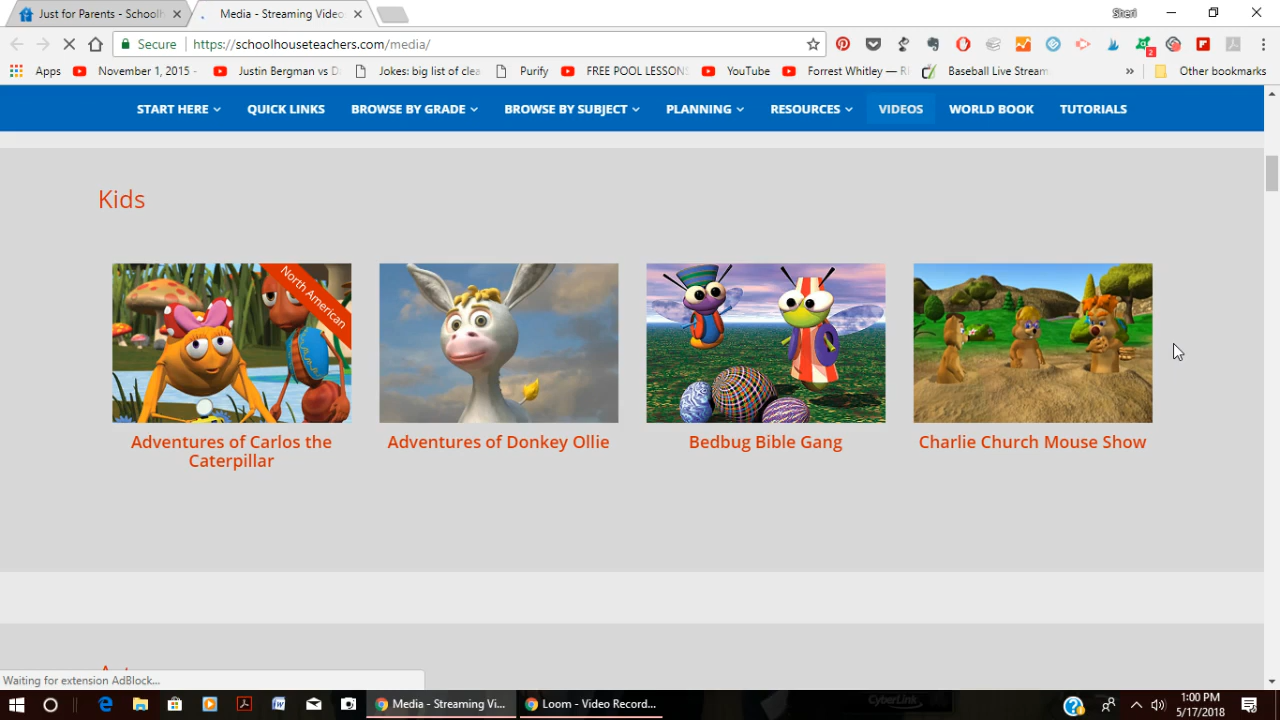 Just for Parents - Schoolh
Media - Streaming Video
Sheri
Secure
https://schoolhouseteachers.com/media/
2
Apps
November 1, 2015 -
Justin Bergman vs D
Jokes: big list of clea
Purify
FREE POOL LESSONS
YouTube
Forrest Whitley — R
Baseball Live Stream
»
Other bookmarks
START HERE
QUICK LINKS
BROWSE BY GRADE
BROWSE BY SUBJECT
PLANNING
RESOURCES
VIDEOS
WORLD BOOK
TUTORIALS
Kids
North American
Adventures of Carlos the
Caterpillar
Adventures of Donkey Ollie
Bedbug Bible Gang
Charlie Church Mouse Show
Waiting for extension AdBlock...
Media - Streaming Vi...
Loom - Video Record...
CyberLink
1:00 PM
5/17/2018